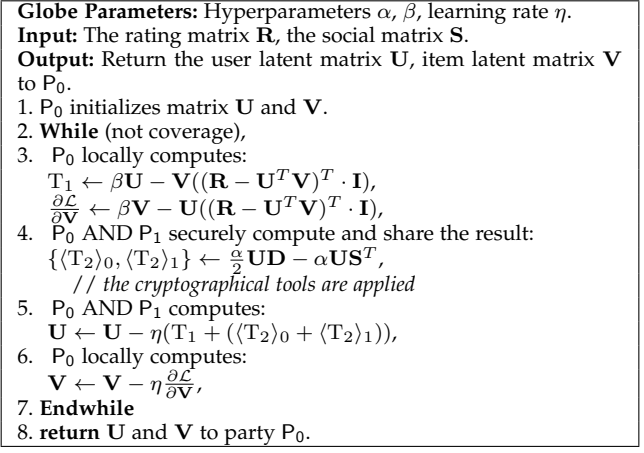 Globe Parameters: Hyperparameters α, β, learning rate η.
Input: The rating matrix R, the social matrix S.
Output: Return the user latent matrix U, item latent matrix V
to P₀.
1. P₀ initializes matrix U and V.
2. While (not coverage),
3. P₀ locally computes:
T₁ ← βU − V((R − UᵀV)ᵀ · I),
∂ℒ/∂V ← βV − U((R − UᵀV)ᵀ · I),
4. P₀ AND P₁ securely compute and share the result:
{⟨T₂⟩₀, ⟨T₂⟩₁} ← α/2 UD − αUSᵀ,
// the cryptographical tools are applied
5. P₀ AND P₁ computes:
U ← U − η(T₁ + (⟨T₂⟩₀ + ⟨T₂⟩₁)),
6. P₀ locally computes:
V ← V − η ∂ℒ/∂V,
7. Endwhile
8. return U and V to party P₀.